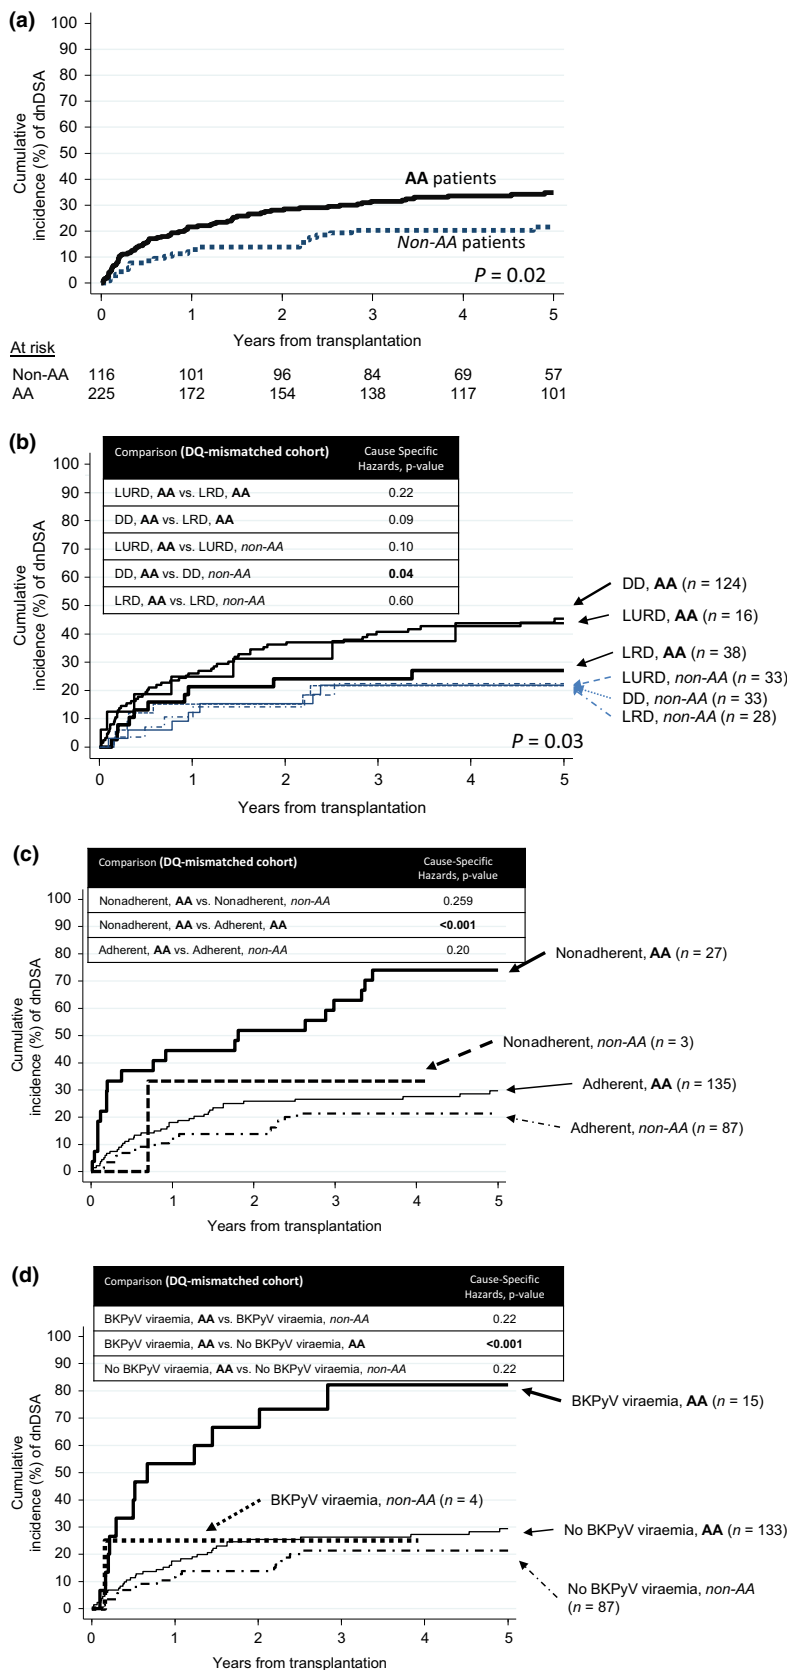 (a)
100
90
80
70
60
50
40
30
20
10
0
Cumulative
incidence (%) of dnDSA
AA patients
Non-AA patients
P = 0.02
0 1 2 3 4 5
Years from transplantation
At risk
Non-AA 116 101 96 84 69 57
AA 225 172 154 138 117 101
(b)
Comparison (DQ-mismatched cohort) Cause Specific
Hazards, p-value
LURD, AA vs. LRD, AA 0.22
DD, AA vs. LRD, AA 0.09
LURD, AA vs. LURD, non-AA 0.10
DD, AA vs. DD, non-AA 0.04
LRD, AA vs. LRD, non-AA 0.60
100
90
80
70
60
50
40
30
20
10
0
Cumulative
incidence (%) of dnDSA
DD, AA (n = 124)
LURD, AA (n = 16)
LRD, AA (n = 38)
LURD, non-AA (n = 33)
DD, non-AA (n = 33)
LRD, non-AA (n = 28)
P = 0.03
0 1 2 3 4 5
Years from transplantation
(c)
Comparison (DQ-mismatched cohort) Cause-Specific
Hazards, p-value
Nonadherent, AA vs. Nonadherent, non-AA 0.259
Nonadherent, AA vs. Adherent, AA <0.001
Adherent, AA vs. Adherent, non-AA 0.20
100
90
80
70
60
50
40
30
20
10
0
Cumulative
incidence (%) of dnDSA
Nonadherent, AA (n = 27)
Nonadherent, non-AA (n = 3)
Adherent, AA (n = 135)
Adherent, non-AA (n = 87)
0 1 2 3 4 5
Years from transplantation
(d)
Comparison (DQ-mismatched cohort) Cause-Specific
Hazards, p-value
BKPyV viraemia, AA vs. BKPyV viraemia, non-AA 0.22
BKPyV viraemia, AA vs. No BKPyV viraemia, AA <0.001
No BKPyV viraemia, AA vs. No BKPyV viraemia, non-AA 0.22
100
90
80
70
60
50
40
30
20
10
0
Cumulative
incidence (%) of dnDSA
BKPyV viraemia, AA (n = 15)
BKPyV viraemia, non-AA (n = 4)
No BKPyV viraemia, AA (n = 133)
No BKPyV viraemia, non-AA
(n = 87)
0 1 2 3 4 5
Years from transplantation